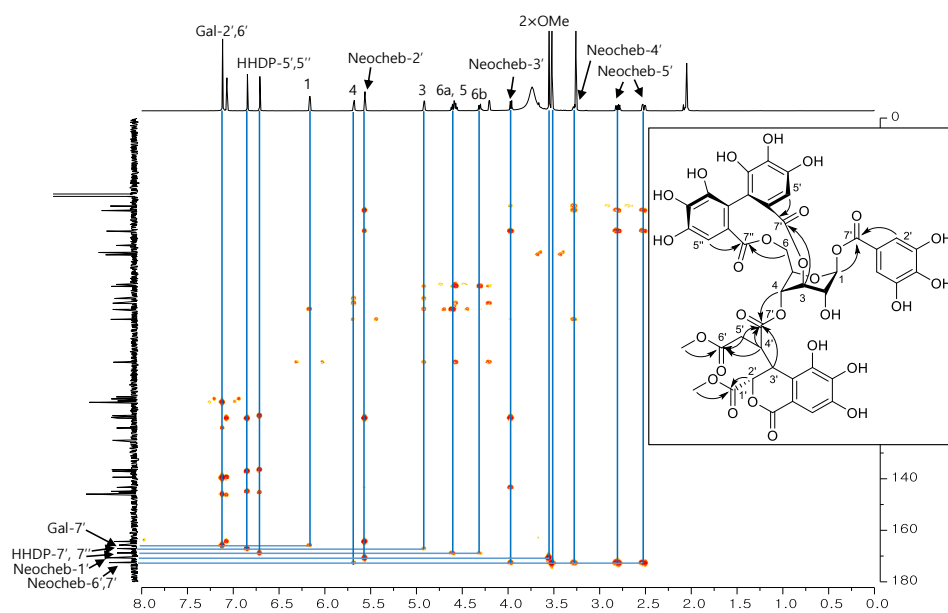 2×OMe
Gal-2′,6′
Neocheb-4′
HHDP-5′,5′′
Neocheb-2′
Neocheb-3′
Neocheb-5′
1
4
3
6a, 5
6b
0
OH
HO
OH
HO
5′
HO
O
7′
HO
5″
7″
O
O
6
O
O
7′
2′
OH
O
1
O
OH
4
3
OH
OH
O
7′
O
5′
6′
O
4′
O
OH
O
2′
3′
OH
O
1′
O
O
OH
O
140
160
180
Gal-7′
HHDP-7′, 7′′
Neocheb-1′
Neocheb-6′,7′
8.0 7.5 7.0 6.5 6.0 5.5 5.0 4.5 4.0 3.5 3.0 2.5 2.0 1.5 1.0 0.5 0.0